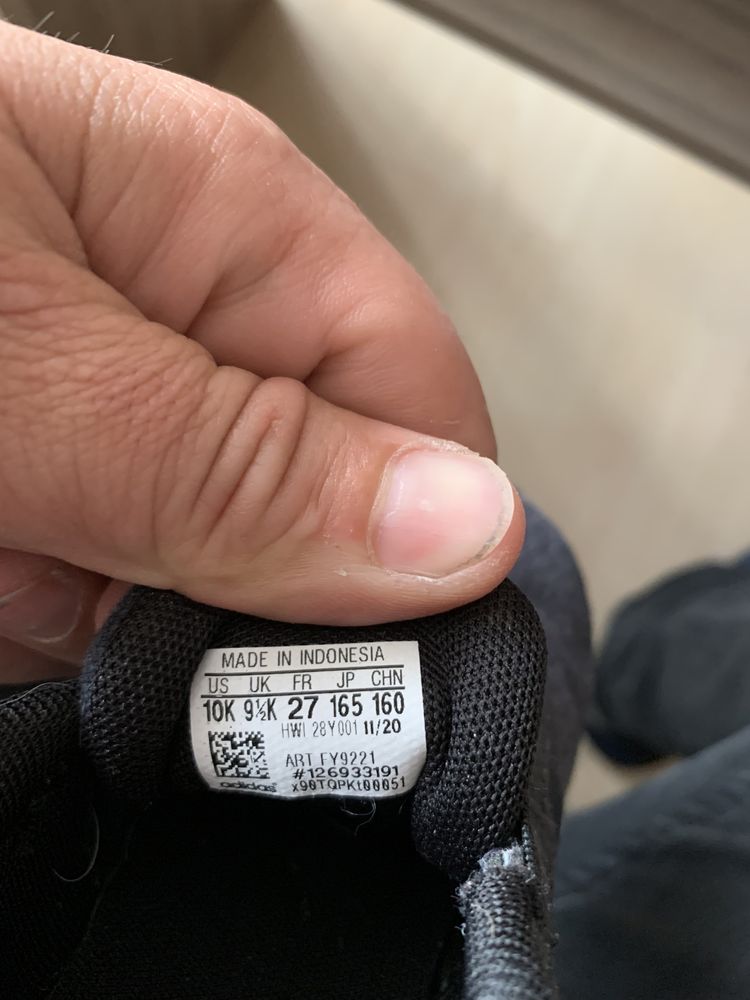 MADE IN INDONESIA
US UK FR JP CHN
10K 9½K 27 165 160
HWI 28Y001 11/20
ART FY9221
#126933191
adidas x90TQPKt00051